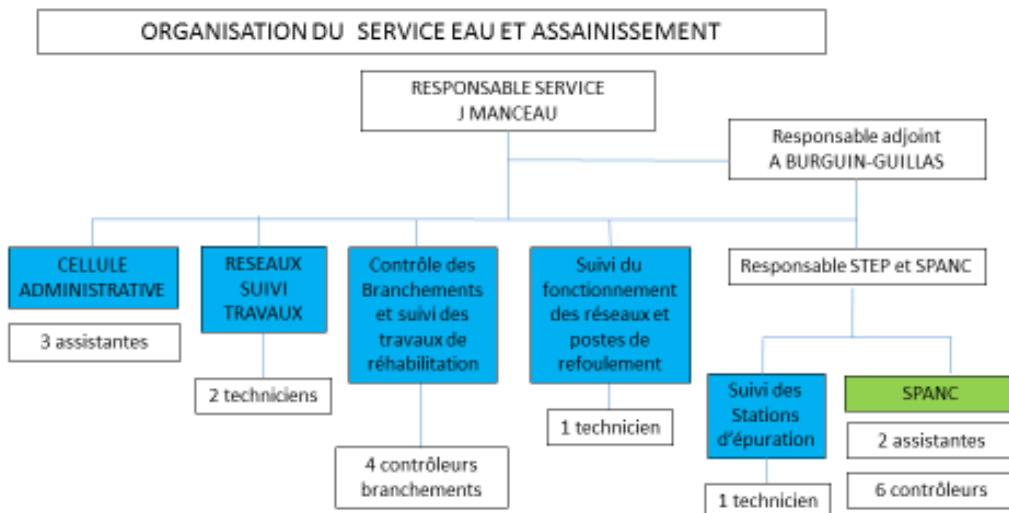 ORGANISATION DU SERVICE EAU ET ASSAINISSEMENT
RESPONSABLE SERVICE
J MANCEAU
Responsable adjoint
A BURGUIN-GUILLAS
CELLULE
ADMINISTRATIVE
3 assistantes
RESEAUX
SUIVI
TRAVAUX
2 techniciens
Contrôle des
Branchements
et suivi des
travaux de
réhabilitation
4 contrôleurs
branchements
Suivi du
fonctionnement
des réseaux et
postes de
refoulement
1 technicien
Responsable STEP et SPANC
Suivi des
Stations
d'épuration
1 technicien
SPANC
2 assistantes
6 contrôleurs